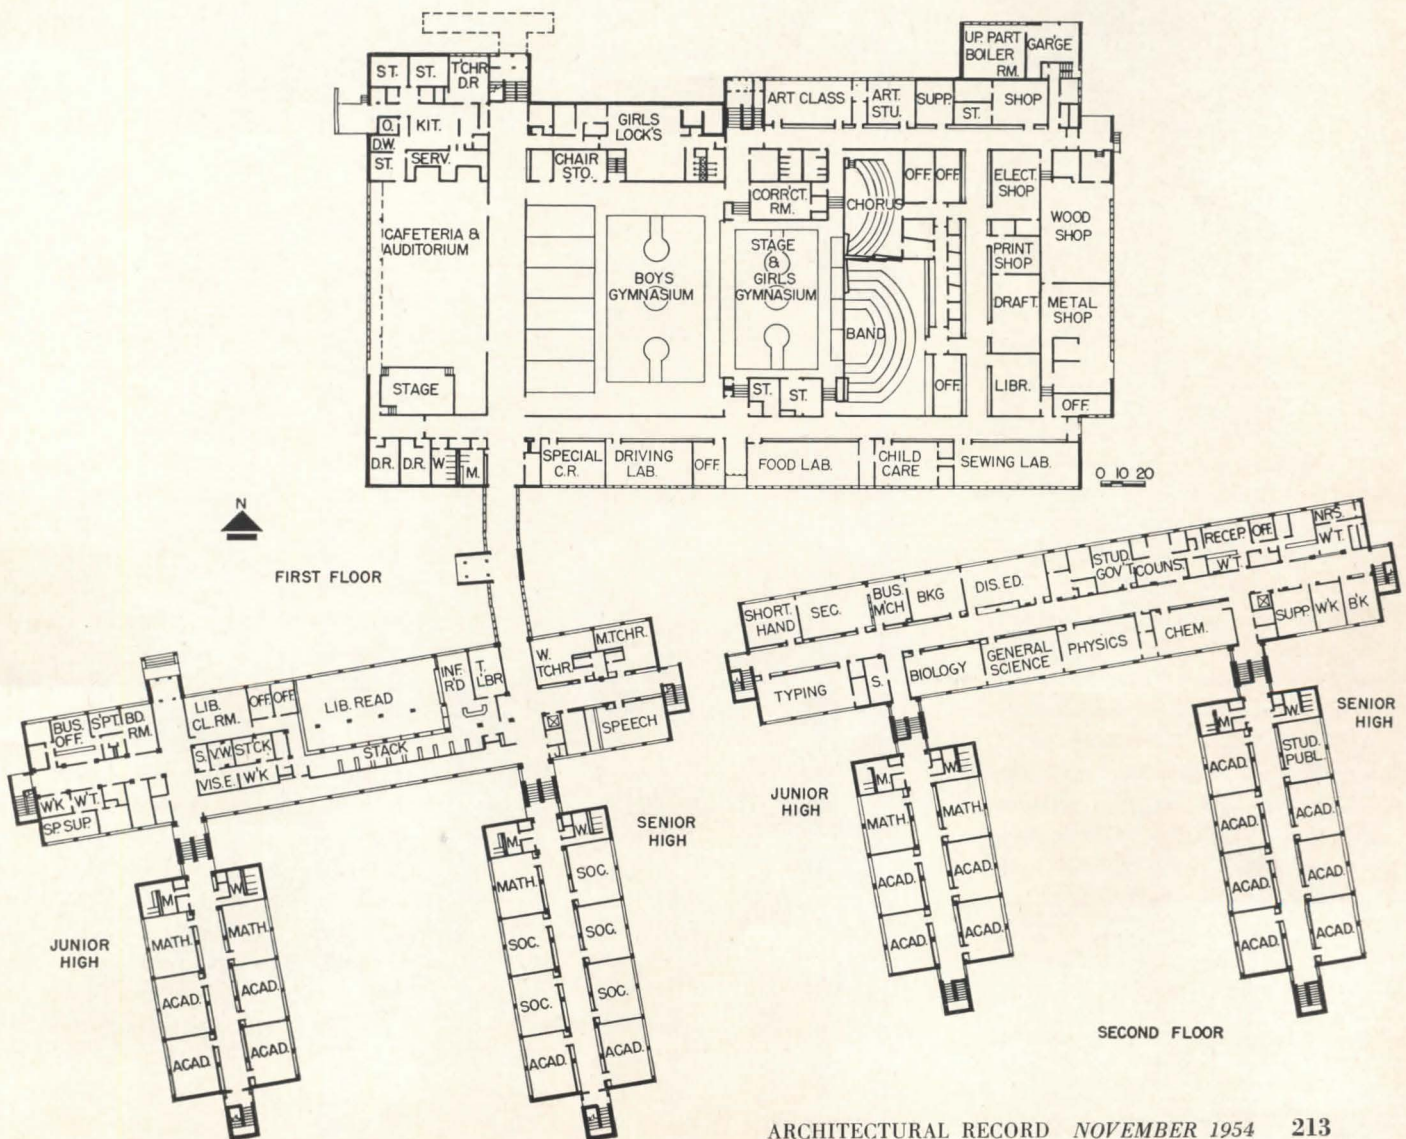 UP. PART
BOILER
RM.
GAR'GE
ST.
ST.
T'CHR
D.R
ART CLASS
ART.
STU.
SUPP.
ST.
SHOP
O.
KIT.
GIRLS
LOCK'S
D.W.
ST.
SERV.
CHAIR
STO.
CORR'CT.
RM.
CHORUS
OFF.
OFF.
ELECT.
SHOP
WOOD
SHOP
CAFETERIA &
AUDITORIUM
BOYS
GYMNASIUM
STAGE
&
GIRLS
GYMNASIUM
PRINT
SHOP
DRAFT.
METAL
SHOP
BAND
STAGE
ST.
ST.
OFF.
LIBR.
OFF.
D.R.
D.R.
W.
M.
SPECIAL
C.R.
DRIVING
LAB.
OFF.
FOOD LAB.
CHILD
CARE
SEWING LAB.
0 10 20
N
FIRST FLOOR
W.
TCHR.
M.TCHR.
INF.
R'D
T.
LBR
LIB. READ
LIB.
CL.RM.
OFF.
OFF.
BUS.
OFF.
S'PT.
BD.
RM.
SPEECH
STACK
S.
V.W.
ST'CK
VIS.E.
W'K
W'K
W'T.
SP. SUP.
JUNIOR
HIGH
M.
W.
MATH.
MATH.
ACAD.
ACAD.
ACAD.
ACAD.
SENIOR
HIGH
M.
W.
MATH.
SOC.
SOC.
SOC.
SOC.
SOC.
ACAD.
ACAD.
SHORT.
HAND
SEC.
BUS.
M'CH
BKG
DIS. ED.
STUD.
GOV'T.
COUNS.
RECEP.
OFF.
W'T.
NRS.
W'T.
TYPING
S.
BIOLOGY
GENERAL
SCIENCE
PHYSICS
CHEM.
SUPP.
W'K
B'K
JUNIOR
HIGH
M.
W.
MATH.
MATH.
ACAD.
ACAD.
ACAD.
ACAD.
SENIOR
HIGH
M.
W.
ACAD.
STUD.
PUBL.
ACAD.
ACAD.
ACAD.
ACAD.
ACAD.
ACAD.
SECOND FLOOR
ARCHITECTURAL RECORD NOVEMBER 1954 213